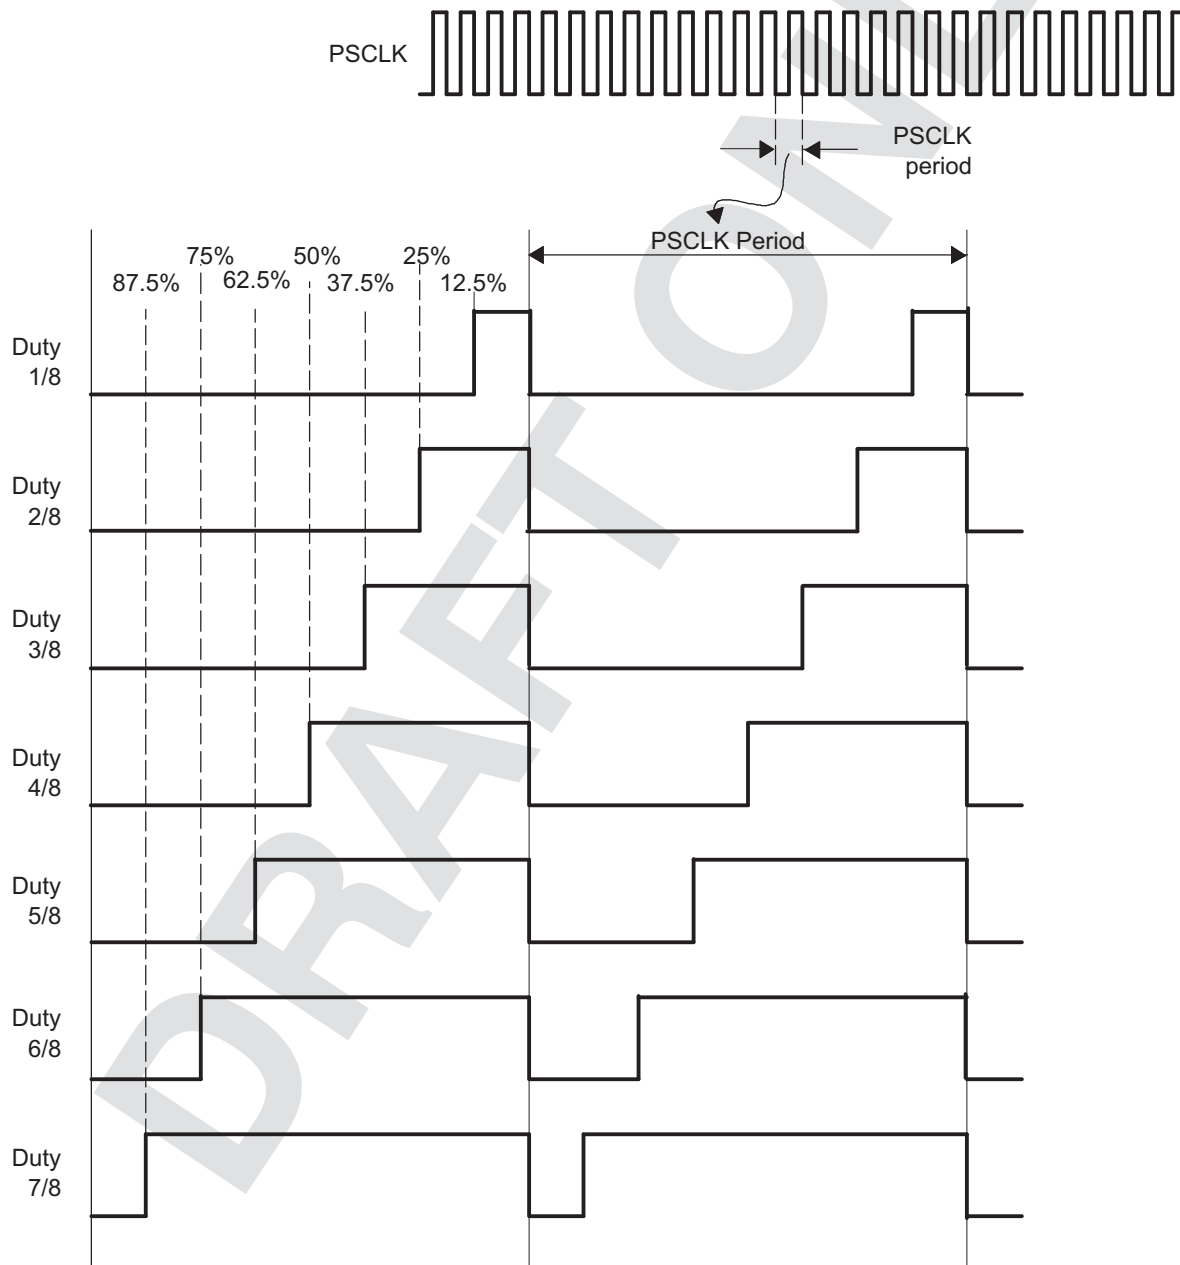 PSCLK
PSCLK
period
PSCLK Period
75%
50%
25%
87.5%
62.5%
37.5%
12.5%
Duty
1/8
Duty
2/8
Duty
3/8
Duty
4/8
Duty
5/8
Duty
6/8
Duty
7/8
DRAFT ONL